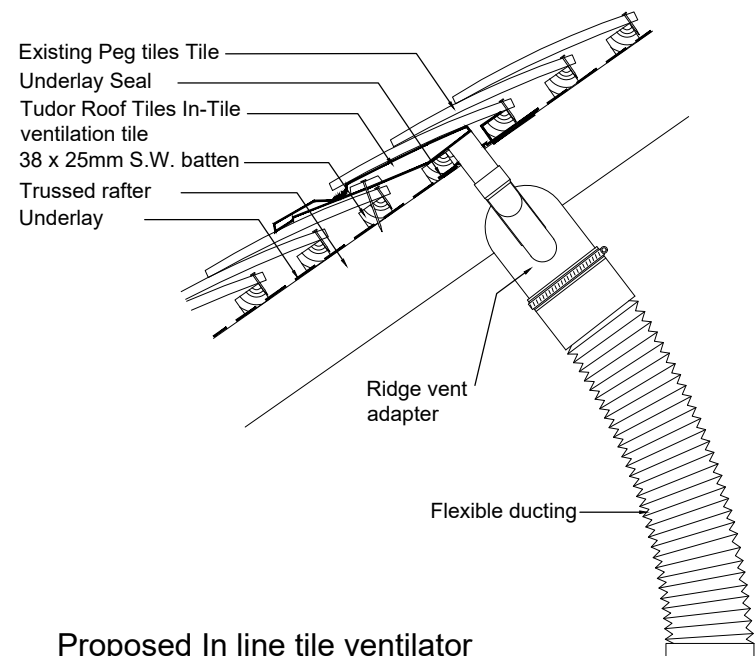 Existing Peg tiles Tile
Underlay Seal
Tudor Roof Tiles In-Tile
ventilation tile
38 x 25mm S.W. batten
Trussed rafter
Underlay
Ridge vent
adapter
Flexible ducting
Proposed In line tile ventilator